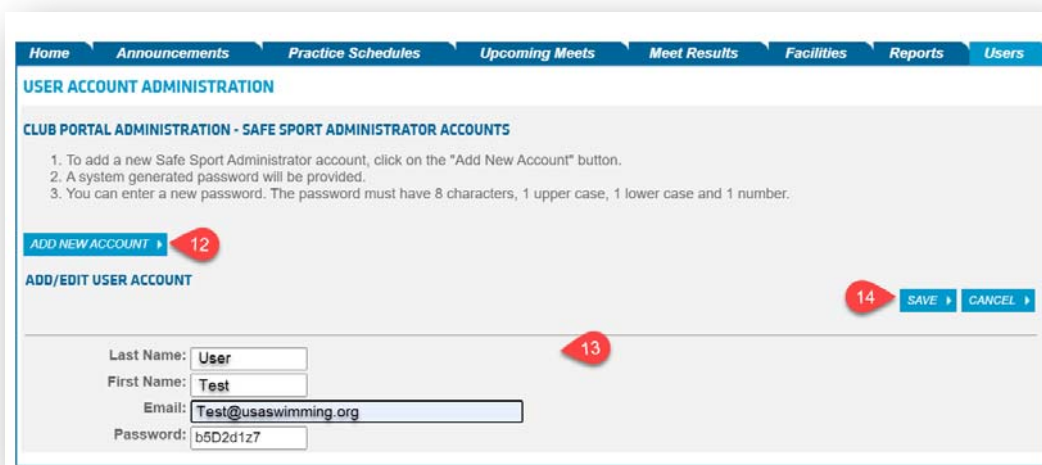 Home Announcements Practice Schedules Upcoming Meets Meet Results Facilities Reports Users
USER ACCOUNT ADMINISTRATION
CLUB PORTAL ADMINISTRATION - SAFE SPORT ADMINISTRATOR ACCOUNTS
1. To add a new Safe Sport Administrator account, click on the "Add New Account" button.
2. A system generated password will be provided.
3. You can enter a new password. The password must have 8 characters, 1 upper case, 1 lower case and 1 number.
ADD NEW ACCOUNT 12
ADD/EDIT USER ACCOUNT
14 SAVE CANCEL
13
Last Name: User
First Name: Test
Email: Test@usaswimming.org
Password: b5D2d1z7